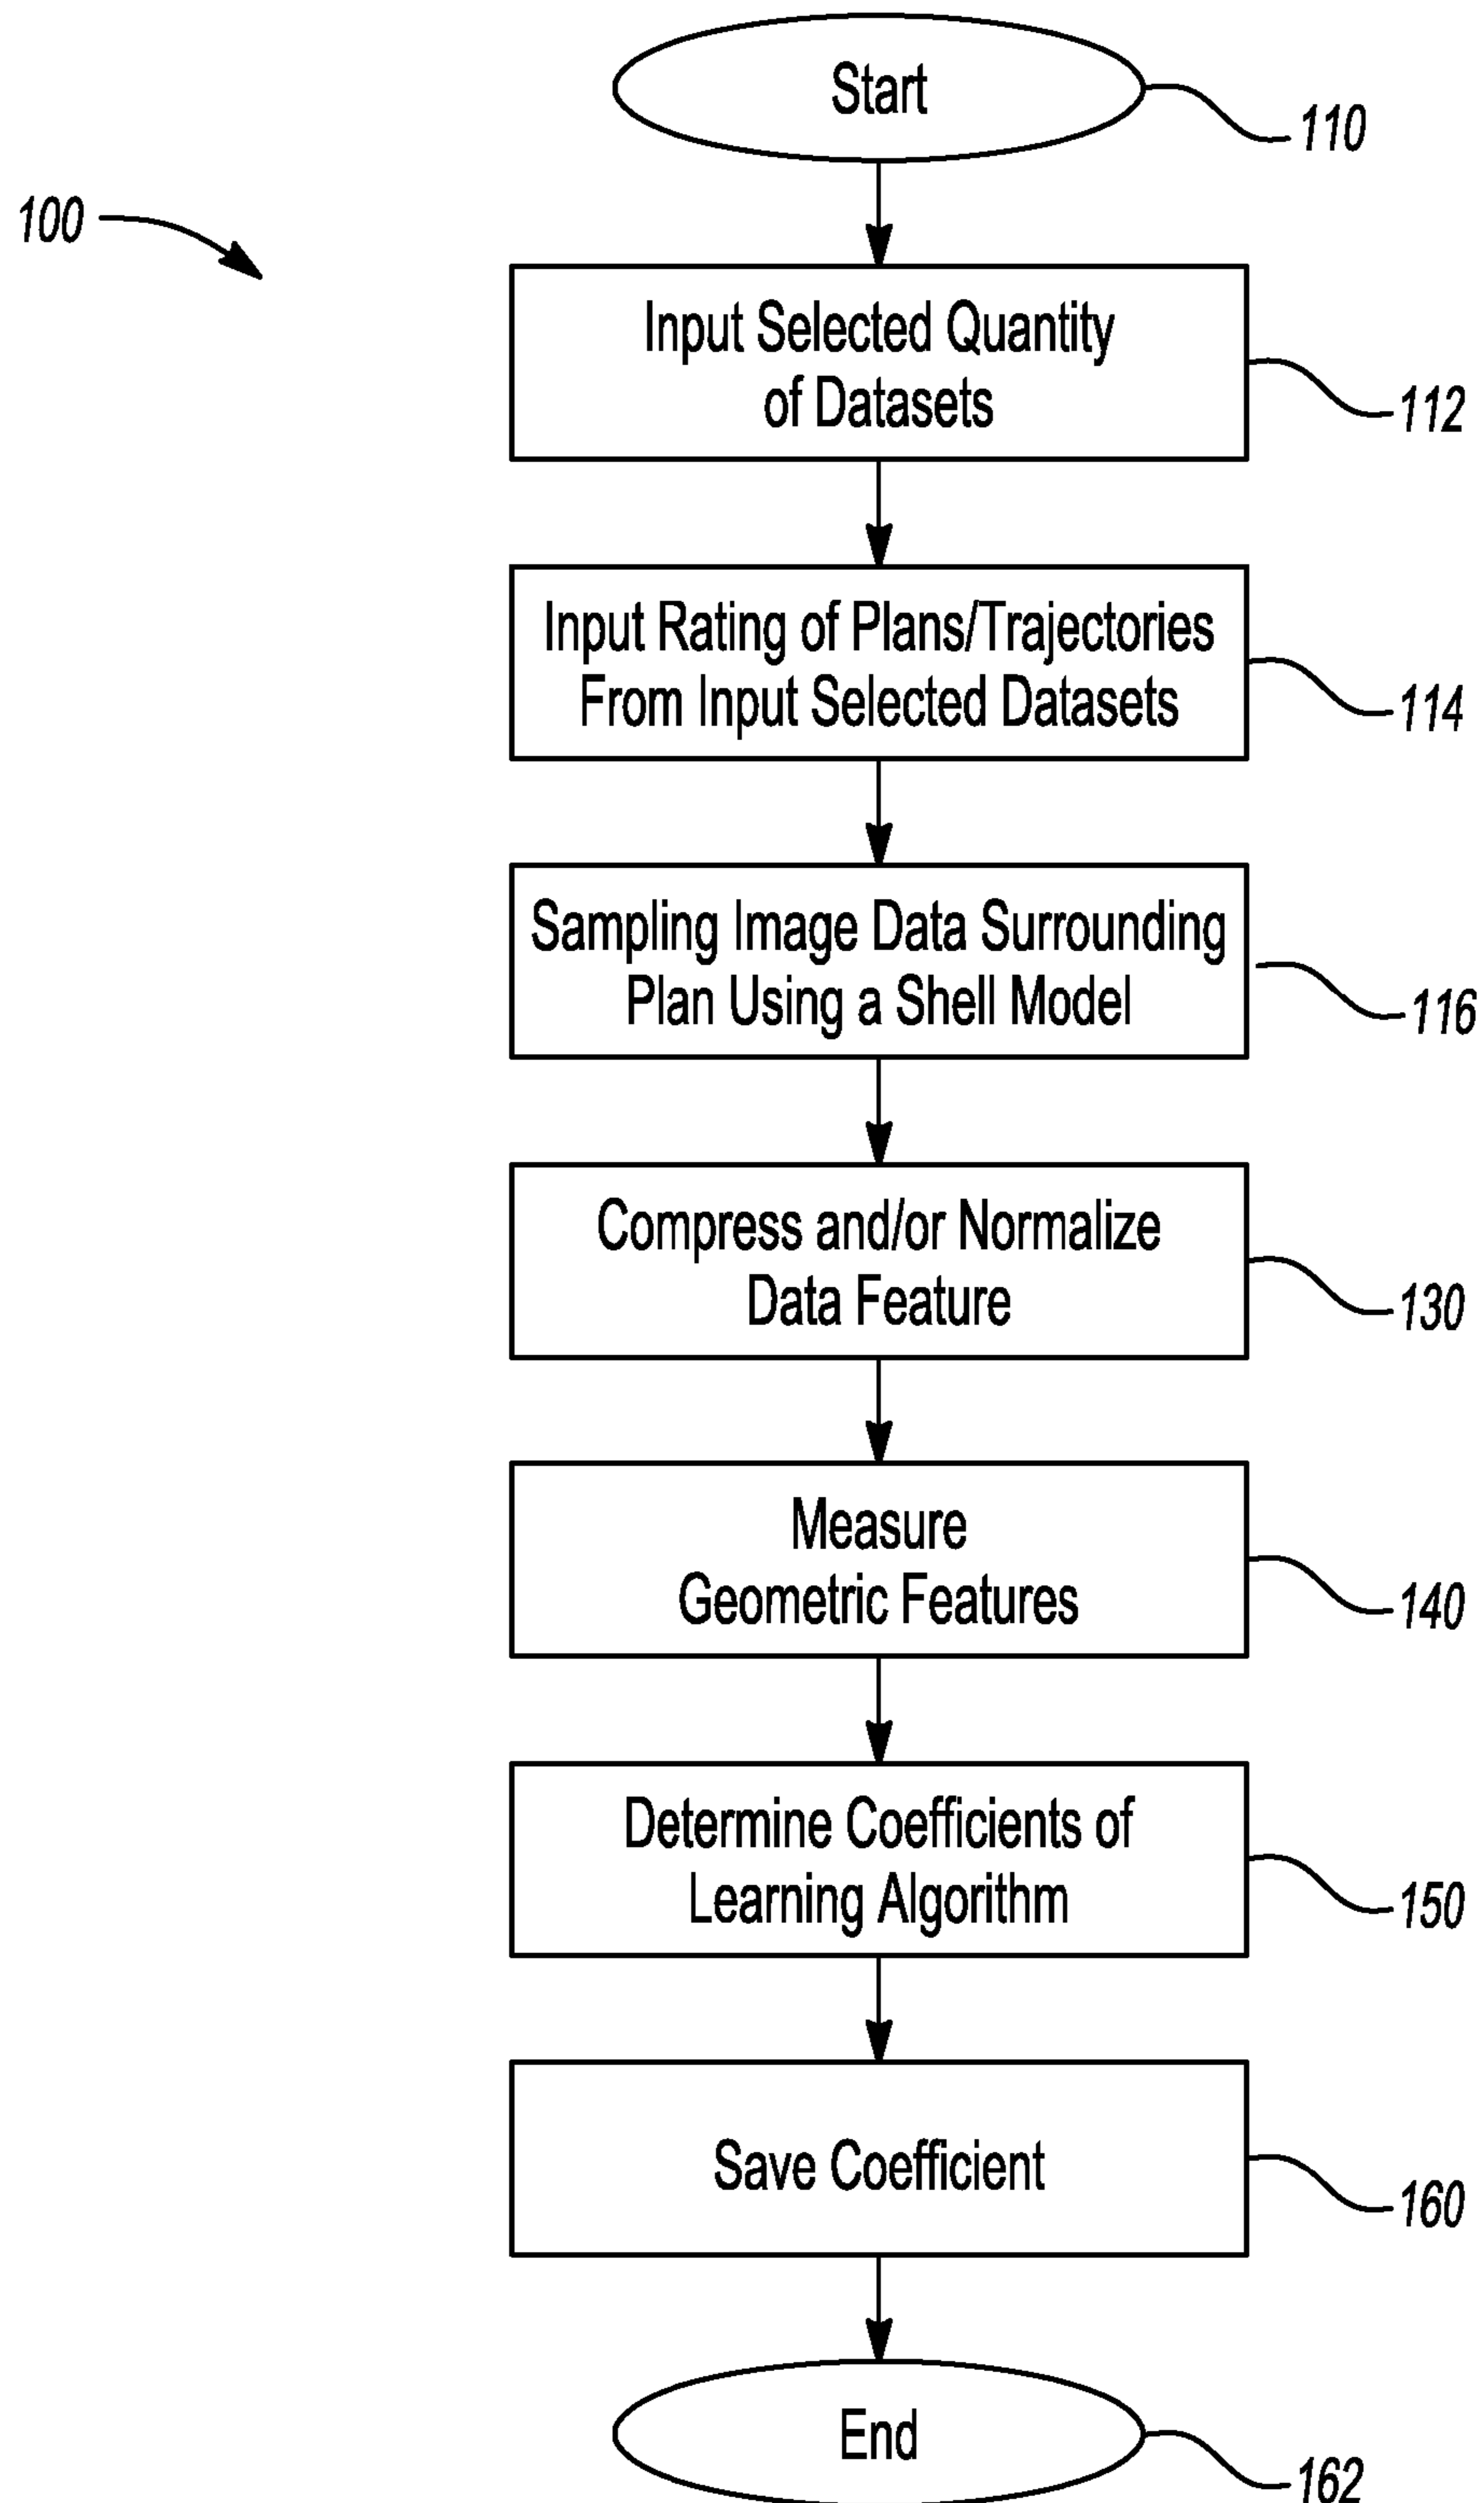 Start
110
100
Input Selected Quantity
of Datasets
112
Input Rating of Plans/Trajectories
From Input Selected Datasets
114
Sampling Image Data Surrounding
Plan Using a Shell Model
116
Compress and/or Normalize
Data Feature
130
Measure
Geometric Features
140
Determine Coefficients of
Learning Algorithm
150
Save Coefficient
160
End
162